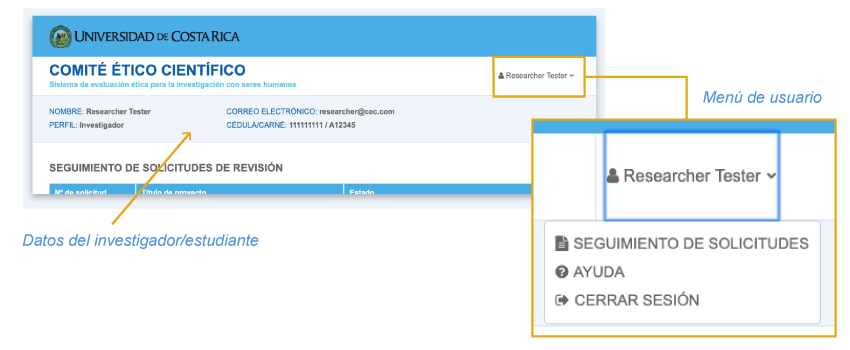 UNIVERSIDAD DE COSTA RICA
COMITÉ ÉTICO CIENTÍFICO
Sistema de evaluación ética para la investigación con seres humanos
Researcher Tester
NOMBRE: Researcher Tester
CORREO ELECTRÓNICO: researcher@cec.com
PERFIL: Investigador
CÉDULA/CARNÉ: 111111111 / A12345
SEGUIMIENTO DE SOLICITUDES DE REVISIÓN
Nº de solicitud
Título de proyecto
Estado
Datos del investigador/estudiante
Menú de usuario
Researcher Tester
SEGUIMIENTO DE SOLICITUDES
AYUDA
CERRAR SESIÓN